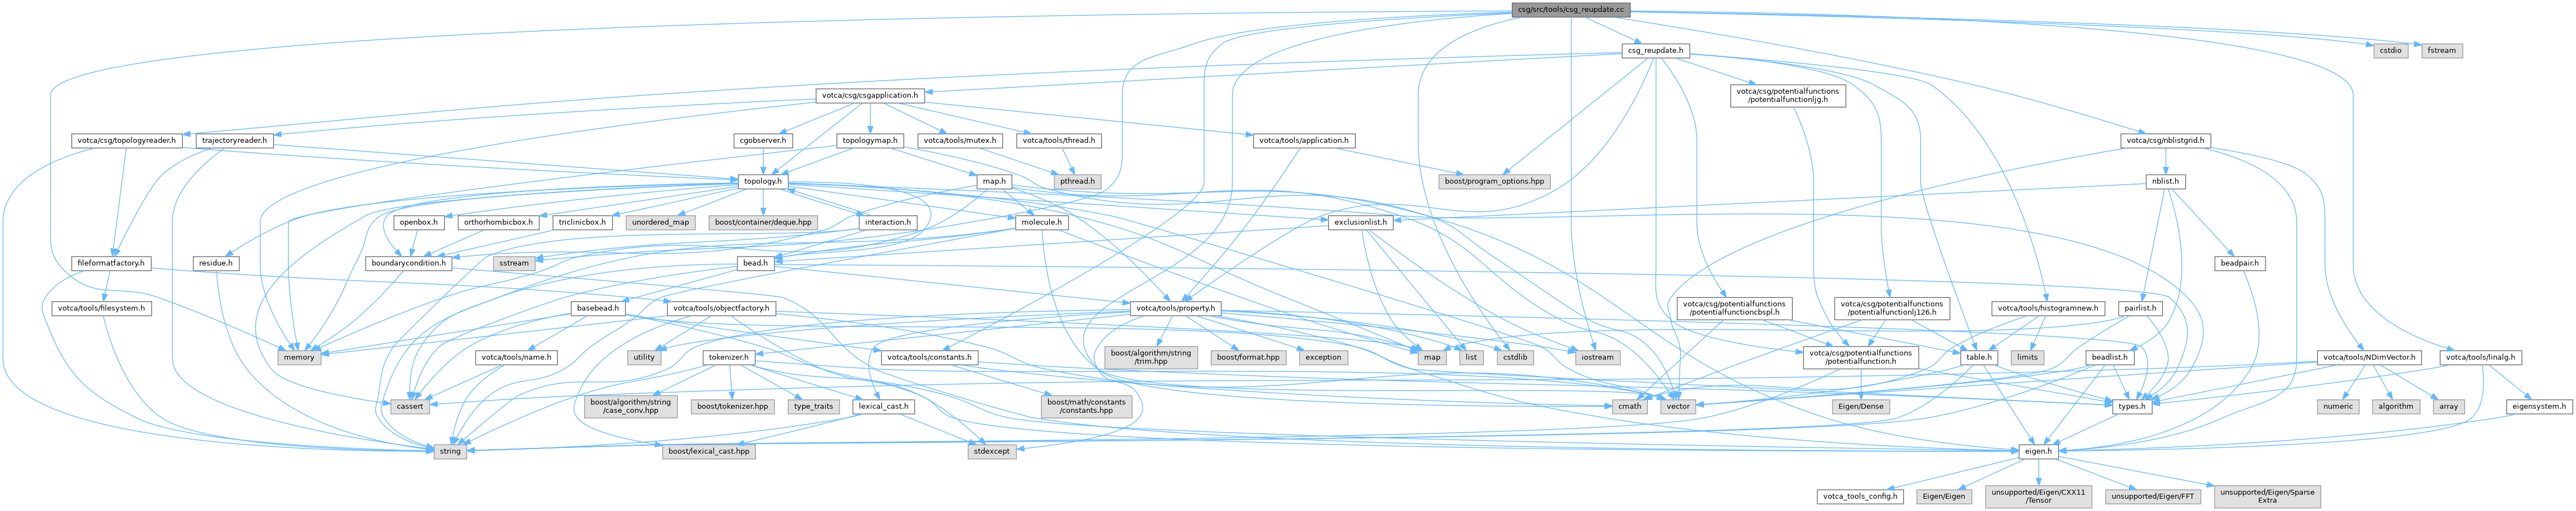 csg/src/tools/csg_reupdate.cc
csg_reupdate.h
cstdio
fstream
votca/csg/csgapplication.h
votca/csg/potentialfunctions
/potentialfunctionljg.h
votca/csg/topologyreader.h
trajectoryreader.h
cgobserver.h
topologymap.h
votca/tools/mutex.h
votca/tools/thread.h
votca/tools/application.h
votca/csg/nblistgrid.h
topology.h
map.h
pthread.h
boost/program_options.hpp
nblist.h
openbox.h
orthorhombicbox.h
triclinicbox.h
unordered_map
boost/container/deque.hpp
interaction.h
molecule.h
exclusionlist.h
fileformatfactory.h
residue.h
boundarycondition.h
sstream
bead.h
beadpair.h
votca/tools/filesystem.h
basebead.h
votca/tools/objectfactory.h
votca/tools/property.h
votca/csg/potentialfunctions
/potentialfunctioncbspl.h
votca/csg/potentialfunctions
/potentialfunctionlj126.h
votca/tools/histogramnew.h
pairlist.h
memory
votca/tools/name.h
utility
tokenizer.h
votca/tools/constants.h
boost/algorithm/string
/trim.hpp
boost/format.hpp
exception
map
list
cstdlib
iostream
votca/csg/potentialfunctions
/potentialfunction.h
table.h
limits
beadlist.h
votca/tools/NDimVector.h
votca/tools/linalg.h
cassert
boost/algorithm/string
/case_conv.hpp
boost/tokenizer.hpp
type_traits
lexical_cast.h
boost/math/constants
/constants.hpp
cmath
vector
Eigen/Dense
types.h
numeric
algorithm
array
eigensystem.h
string
boost/lexical_cast.hpp
stdexcept
eigen.h
votca_tools_config.h
Eigen/Eigen
unsupported/Eigen/CXX11
/Tensor
unsupported/Eigen/FFT
unsupported/Eigen/Sparse
Extra